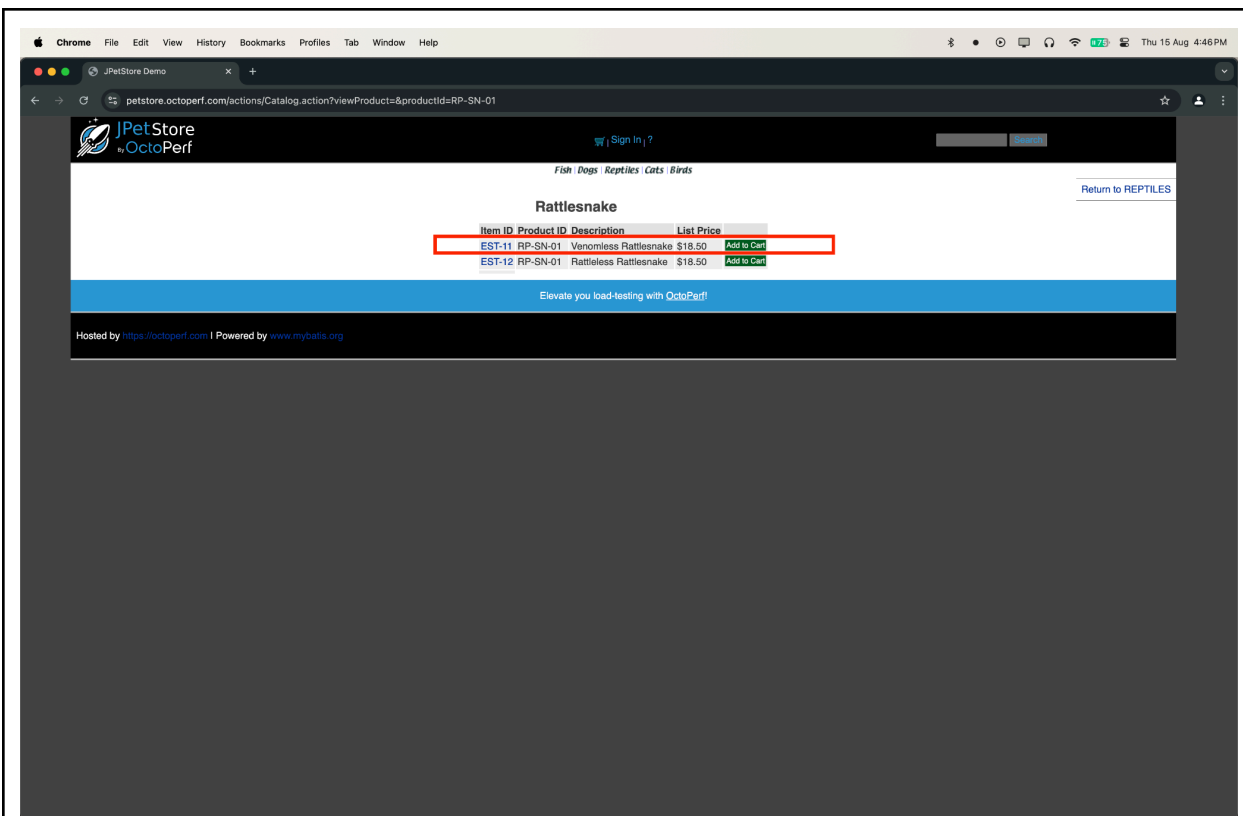 Chrome File Edit View History Bookmarks Profiles Tab Window Help 75 Thu 15 Aug 4:46 PM
JPetStore Demo
petstore.octoperf.com/actions/Catalog.action?viewProduct=&productId=RP-SN-01
JPetStore
By OctoPerf
Sign In | ?
Search
Fish | Dogs | Reptiles | Cats | Birds
Return to REPTILES
Rattlesnake
Item ID Product ID Description List Price
EST-11 RP-SN-01 Venomless Rattlesnake $18.50 Add to Cart
EST-12 RP-SN-01 Rattleless Rattlesnake $18.50 Add to Cart
Elevate you load-testing with OctoPerf!
Hosted by https://octoperf.com | Powered by www.mybatis.org